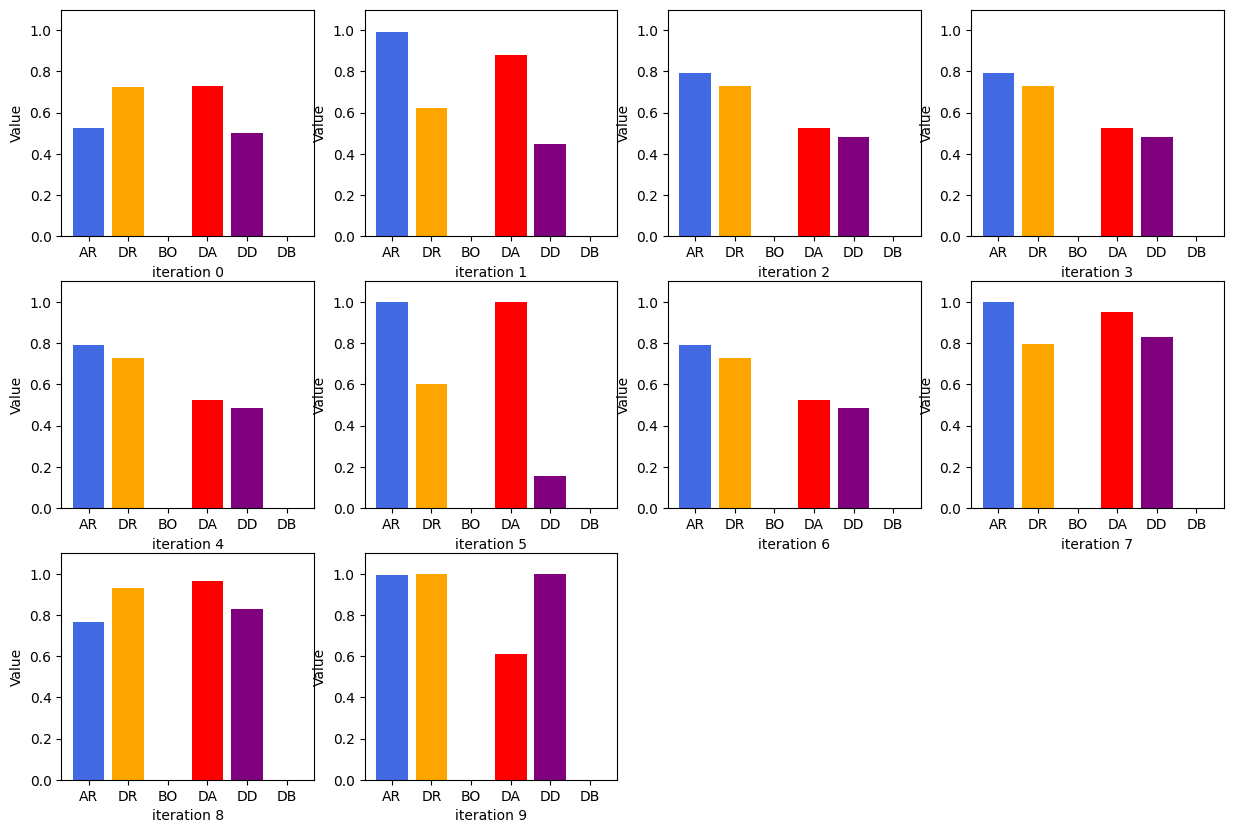 1.0
0.8
0.6
0.4
0.2
0.0
Value
AR DR BO DA DD DB
iteration 0
1.0
0.8
0.6
0.4
0.2
0.0
Value
AR DR BO DA DD DB
iteration 1
1.0
0.8
0.6
0.4
0.2
0.0
Value
AR DR BO DA DD DB
iteration 2
1.0
0.8
0.6
0.4
0.2
0.0
Value
AR DR BO DA DD DB
iteration 3
1.0
0.8
0.6
0.4
0.2
0.0
Value
AR DR BO DA DD DB
iteration 4
1.0
0.8
0.6
0.4
0.2
0.0
Value
AR DR BO DA DD DB
iteration 5
1.0
0.8
0.6
0.4
0.2
0.0
Value
AR DR BO DA DD DB
iteration 6
1.0
0.8
0.6
0.4
0.2
0.0
Value
AR DR BO DA DD DB
iteration 7
1.0
0.8
0.6
0.4
0.2
0.0
Value
AR DR BO DA DD DB
iteration 8
1.0
0.8
0.6
0.4
0.2
0.0
Value
AR DR BO DA DD DB
iteration 9